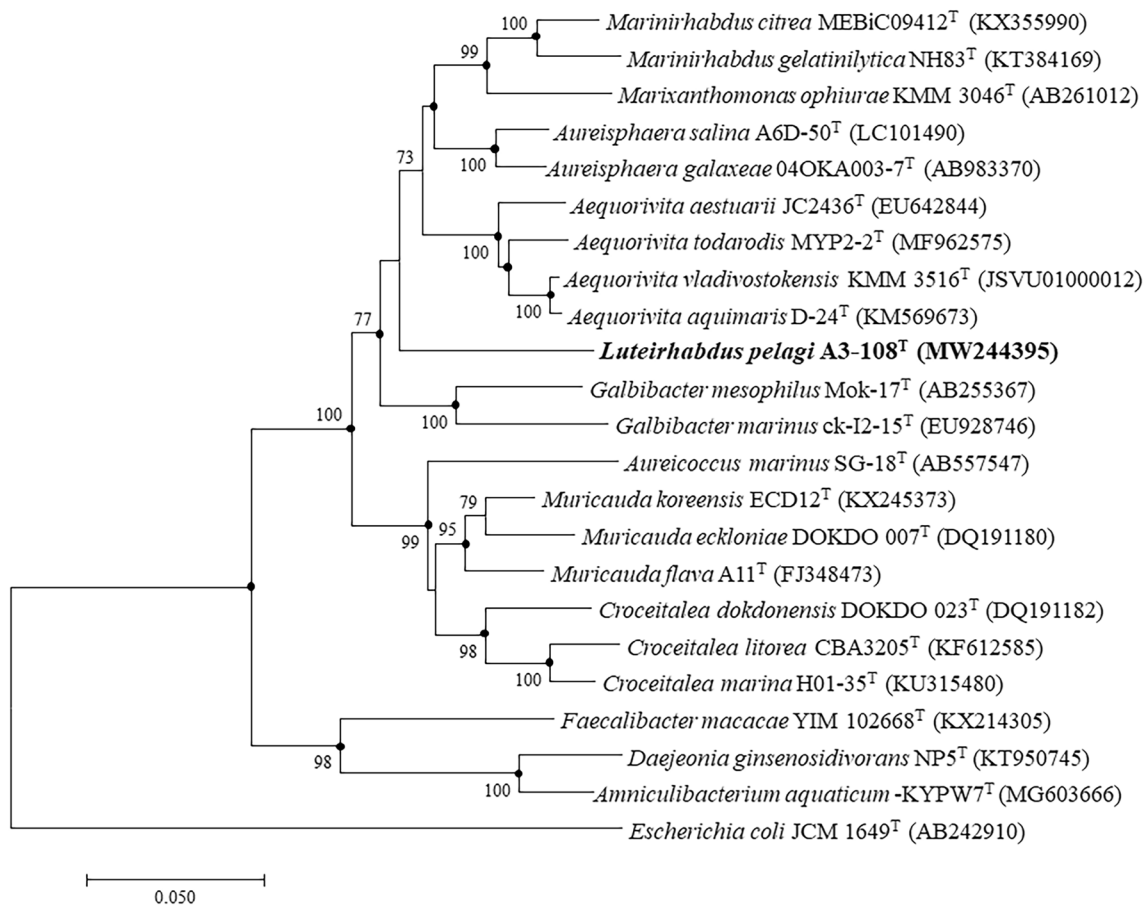 100
Marinirhabdus citrea MEBiC09412ᵀ (KX355990)
99
Marinirhabdus gelatinilytica NH83ᵀ (KT384169)
Marixanthomonas ophiurae KMM 3046ᵀ (AB261012)
Aureisphaera salina A6D-50ᵀ (LC101490)
73
100
Aureisphaera galaxeae 04OKA003-7ᵀ (AB983370)
Aequorivita aestuarii JC2436ᵀ (EU642844)
100
Aequorivita todarodis MYP2-2ᵀ (MF962575)
Aequorivita vladivostokensis KMM 3516ᵀ (JSVU01000012)
100
Aequorivita aquimaris D-24ᵀ (KM569673)
77
Luteirhabdus pelagi A3-108ᵀ (MW244395)
Galbibacter mesophilus Mok-17ᵀ (AB255367)
100
100
Galbibacter marinus ck-I2-15ᵀ (EU928746)
Aureicoccus marinus SG-18ᵀ (AB557547)
79
Muricauda koreensis ECD12ᵀ (KX245373)
95
99
Muricauda eckloniae DOKDO 007ᵀ (DQ191180)
Muricauda flava A11ᵀ (FJ348473)
Croceitalea dokdonensis DOKDO 023ᵀ (DQ191182)
98
Croceitalea litorea CBA3205ᵀ (KF612585)
100
Croceitalea marina H01-35ᵀ (KU315480)
Faecalibacter macacae YIM 102668ᵀ (KX214305)
98
Daejeonia ginsenosidivorans NP5ᵀ (KT950745)
100
Amniculibacterium aquaticum -KYPW7ᵀ (MG603666)
Escherichia coli JCM 1649ᵀ (AB242910)
0.050